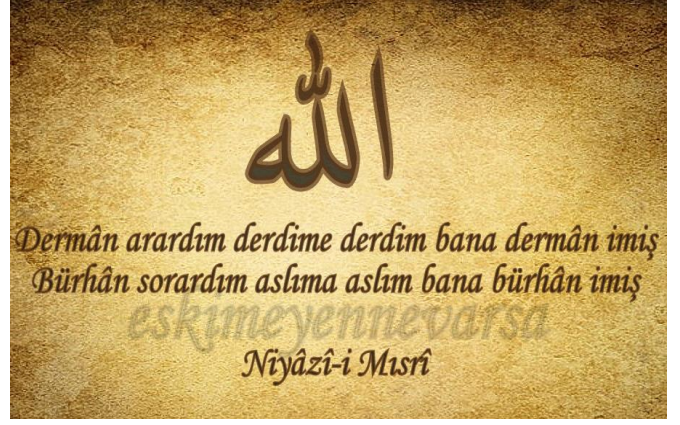 الله
Dermân arardım derdime derdim bana dermân imiş
Bürhân sorardım aslıma aslım bana bürhân imiş
eskimeyennevarsa
Niyâzî-i Mısrî